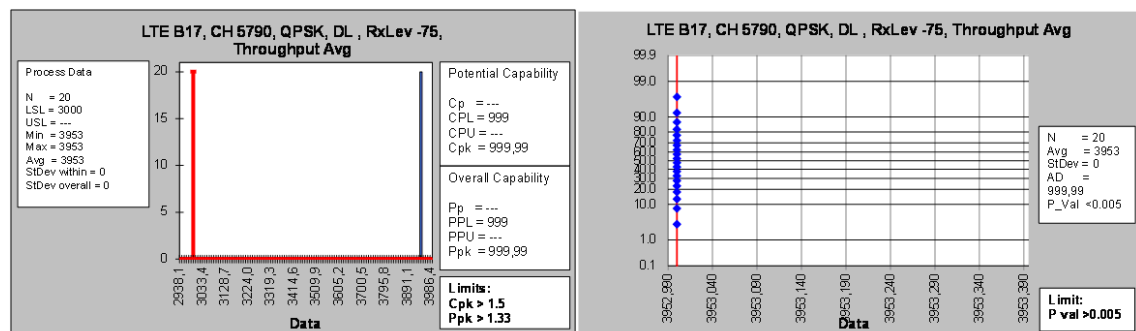 LTE B17, CH 5790, QPSK, DL , RxLev -75,
Throughput Avg
Process Data
N = 20
LSL = 3000
USL = ---
Min = 3953
Max = 3953
Avg = 3953
StDev within = 0
StDev overall = 0
20
15
10
5
0
2938,1
3033,4
3128,7
3224,0
3319,3
3414,6
3509,9
3605,2
3700,5
3795,8
3891,1
3986,4
Data
Potential Capability
Cp = ---
CPL = 999
CPU = ---
Cpk = 999,99
Overall Capability
Pp = ---
PPL = 999
PPU = ---
Ppk = 999,99
Limits:
Cpk > 1.5
Ppk > 1.33
LTE B17, CH 5790, QPSK, DL , RxLev -75, Throughput Avg
99.9
99.0
90.0
80.0
70.0
60.0
50.0
40.0
30.0
20.0
10.0
1.0
0.1
3952,990
3953,040
3953,090
3953,140
3953,190
3953,240
3953,290
3953,340
3953,390
Data
N = 20
Avg = 3953
StDev = 0
AD =
999,99
P_Val <0.005
Limit:
P val >0.005